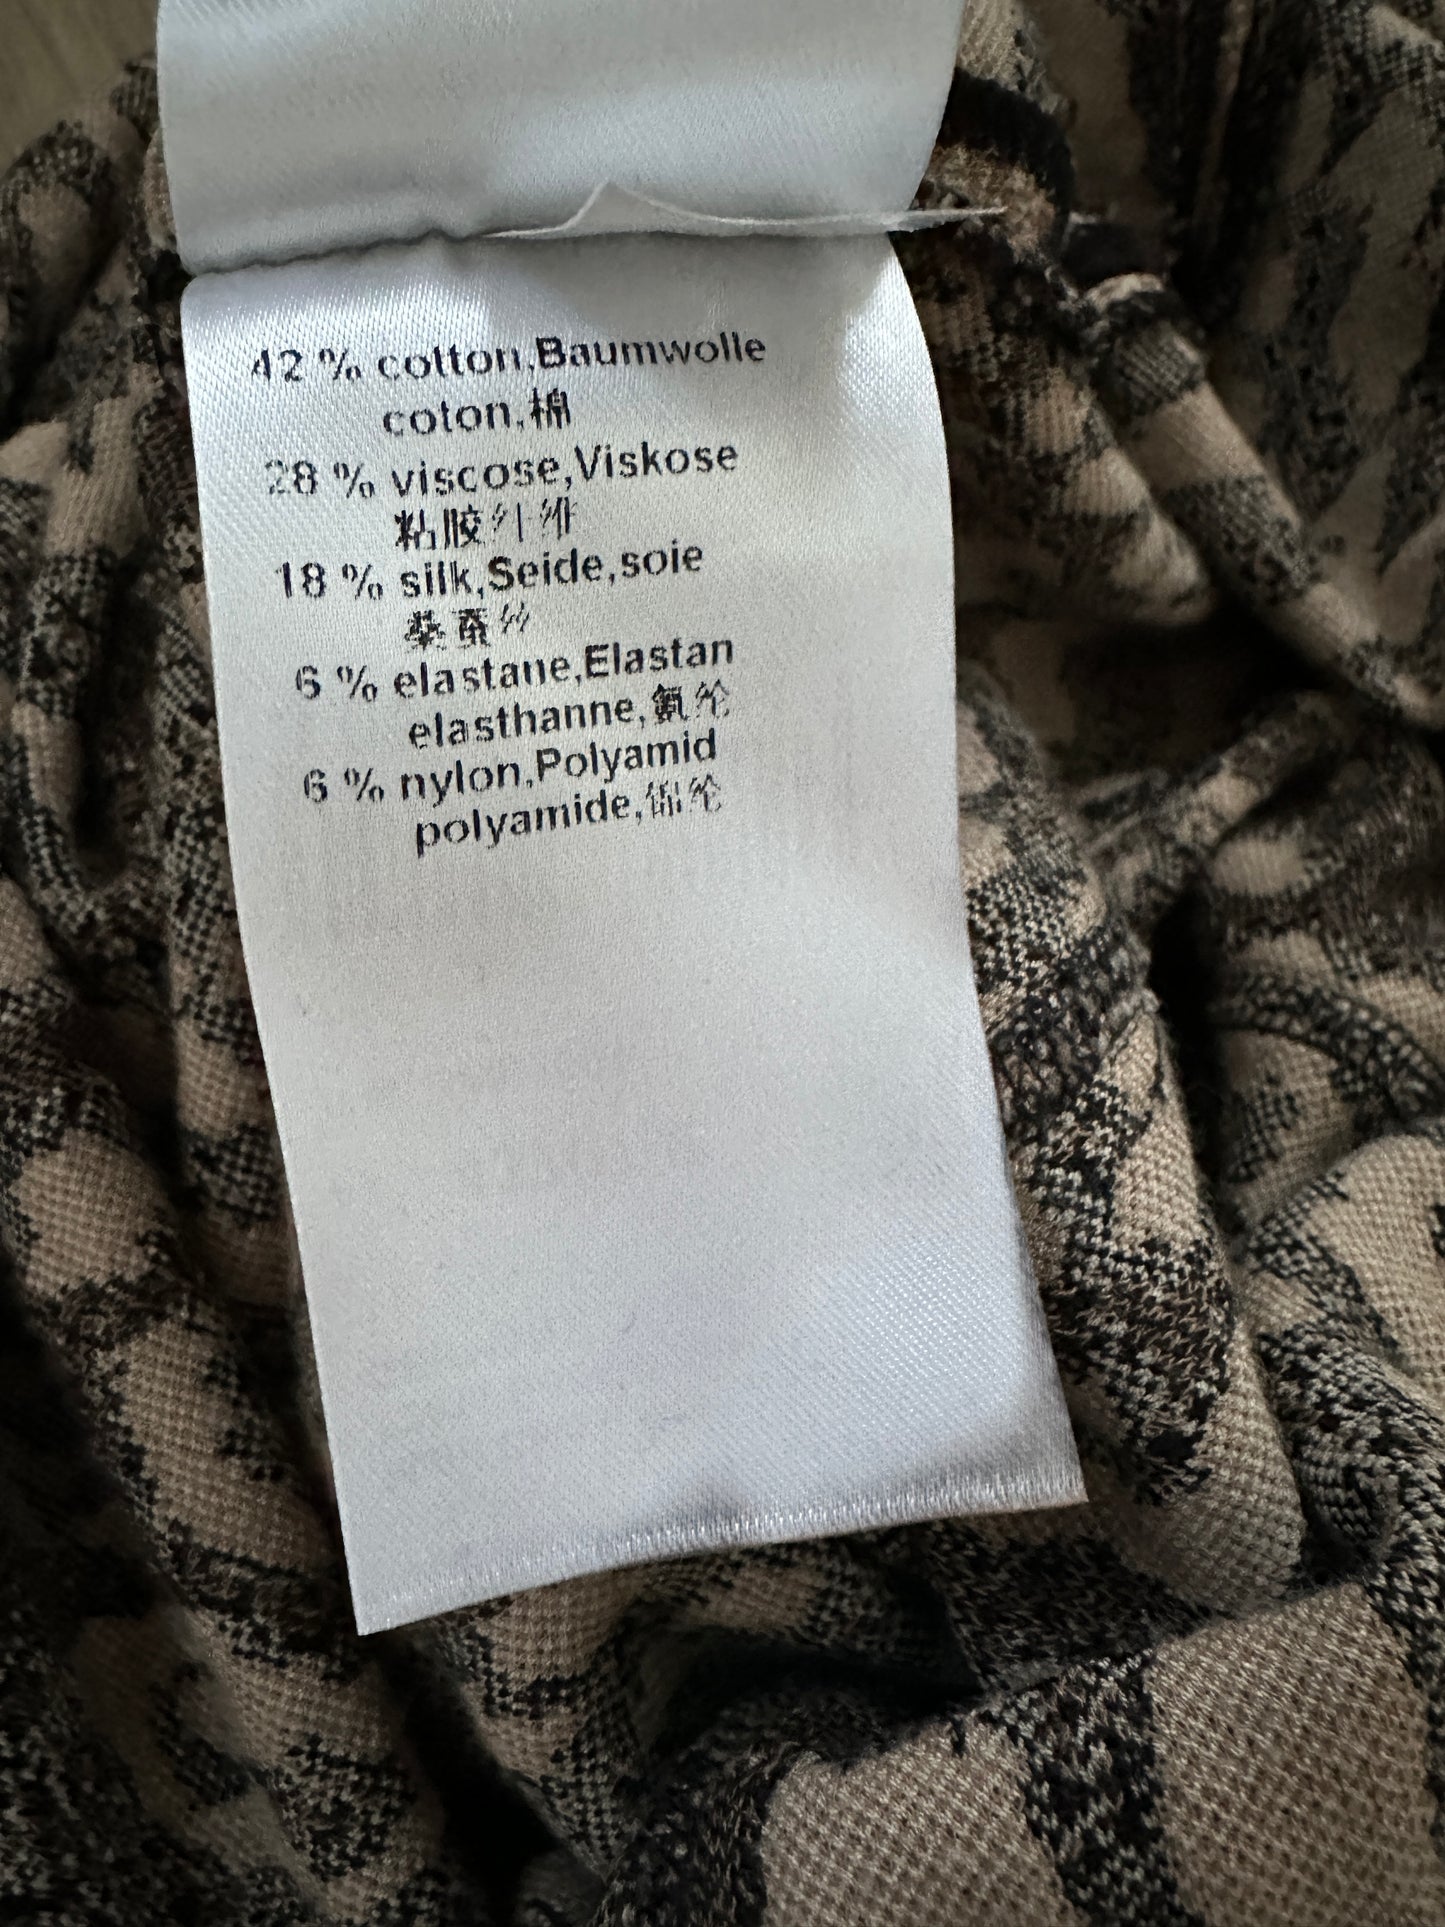 42 % cotton,Baumwolle
coton,棉
28 % viscose,Viskose
粘胶纤维
18 % silk,Seide,soie
桑蚕丝
6 % elastane,Elastan
elasthanne,氨纶
6 % nylon,Polyamid
polyamide,锦纶